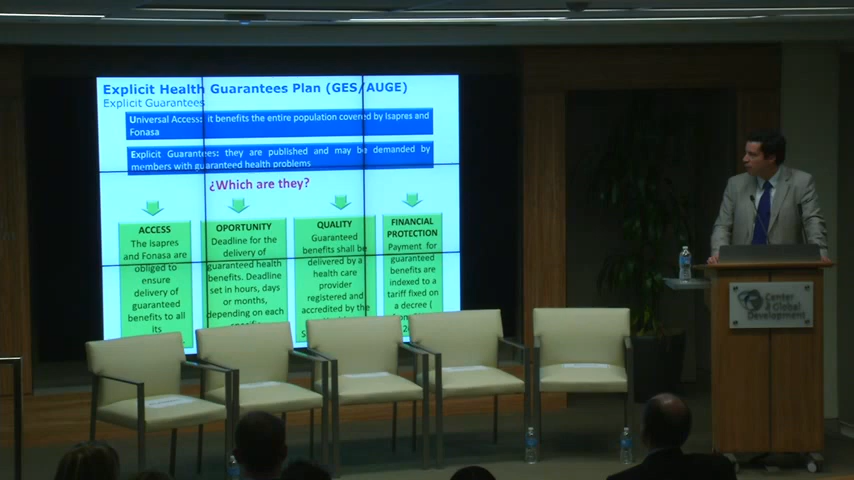 Explicit Health Guarantees Plan (GES/AUGE)
Explicit Guarantees
Universal Access: it benefits the entire population covered by Isapres and
Fonasa
Explicit Guarantees: they are published and may be demanded by
members with guaranteed health problems
¿Which are they?
ACCESS
The Isapres
and Fonasa are
obliged to
ensure
delivery of
guaranteed
benefits to all
its
OPORTUNITY
Deadline for the
delivery of
guaranteed health
benefits. Deadline
set in hours, days
or months,
depending on each
QUALITY
Guaranteed
benefits shall be
delivered by a
health care
provider
registered and
accredited by the
FINANCIAL
PROTECTION
Payment for
guaranteed
benefits are
indexed to a
tariff fixed on
a decree (
Center
for Global
Development